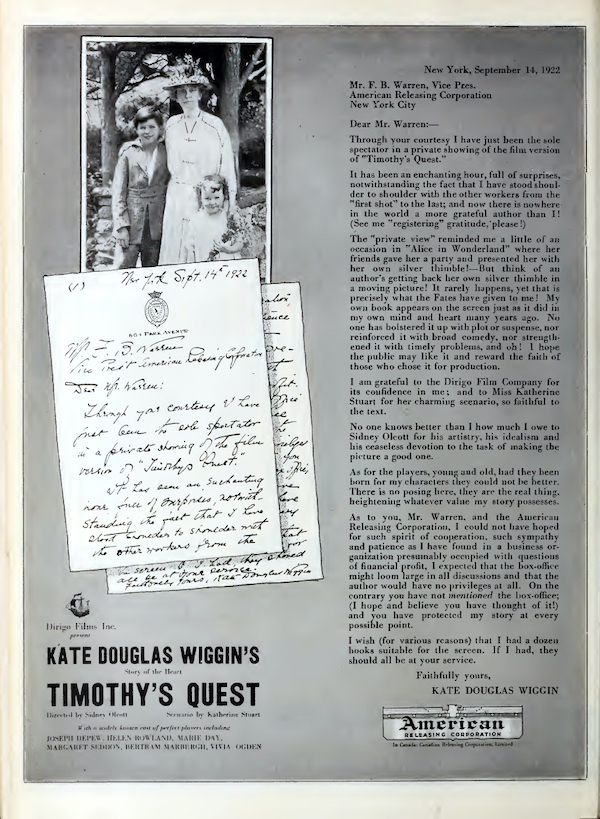 (1) New York Sept. 14th 1922
804 PARK AVENUE
Mr. F. B. Warren
Vice Prest American Releasing Corporation
Dear Mr. Warren:
Through your courtesy I have
just been the sole spectator
in a private showing of the film
version of "Timothy's Quest."
It has been an enchanting
hour full of surprises, notwith-
standing the fact that I have
stood shoulder to shoulder with
the other workers from the
screen. If I had, they should
all be at your service.
Faithfully yours, Kate Douglas Wiggin
Dirigo Films Inc.
present
KATE DOUGLAS WIGGIN'S
Story of the Heart
TIMOTHY'S QUEST
Directed by Sidney Olcott Scenario by Katherine Stuart
With a widely known cast of perfect players including
JOSEPH DEPEW, HELEN ROWLAND, MARIE DAY,
MARGARET SEDDON, BERTRAM MARBURGH, VIVIA OGDEN
New York, September 14, 1922
Mr. F. B. Warren, Vice Pres.
American Releasing Corporation
New York City
Dear Mr. Warren:—
Through your courtesy I have just been the sole
spectator in a private showing of the film version
of "Timothy's Quest."
It has been an enchanting hour, full of surprises,
notwithstanding the fact that I have stood shoul-
der to shoulder with the other workers from the
"first shot" to the last; and now there is nowhere
in the world a more grateful author than I!
(See me "registering" gratitude, please!)
The "private view" reminded me a little of an
occasion in "Alice in Wonderland" where her
friends gave her a party and presented her with
her own silver thimble!—But think of an
author's getting back her own silver thimble in
a moving picture! It rarely happens, yet that is
precisely what the Fates have given to me! My
own book appears on the screen just as it did in
my own mind and heart many years ago. No
one has bolstered it up with plot or suspense, nor
reinforced it with broad comedy, nor strength-
ened it with timely problems, and oh! I hope
the public may like it and reward the faith of
those who chose it for production.
I am grateful to the Dirigo Film Company for
its confidence in me; and to Miss Katherine
Stuart for her charming scenario, so faithful to
the text.
No one knows better than I how much I owe to
Sidney Olcott for his artistry, his idealism and
his ceaseless devotion to the task of making the
picture a good one.
As for the players, young and old, had they been
born for my characters they could not be better.
There is no posing here, they are the real thing,
heightening whatever value my story possesses.
As to you, Mr. Warren, and the American
Releasing Corporation, I could not have hoped
for such spirit of cooperation, such sympathy
and patience as I have found in a business or-
ganization presumably occupied with questions
of financial profit, I expected that the box-office
might loom large in all discussions and that the
author would have no privileges at all. On the
contrary you have not mentioned the box-office;
(I hope and believe you have thought of it!)
and you have protected my story at every
possible point.
I wish (for various reasons) that I had a dozen
books suitable for the screen. If I had, they
should all be at your service.
Faithfully yours,
KATE DOUGLAS WIGGIN
American
RELEASING CORPORATION
In Canada: Canadian Releasing Corporation, Limited